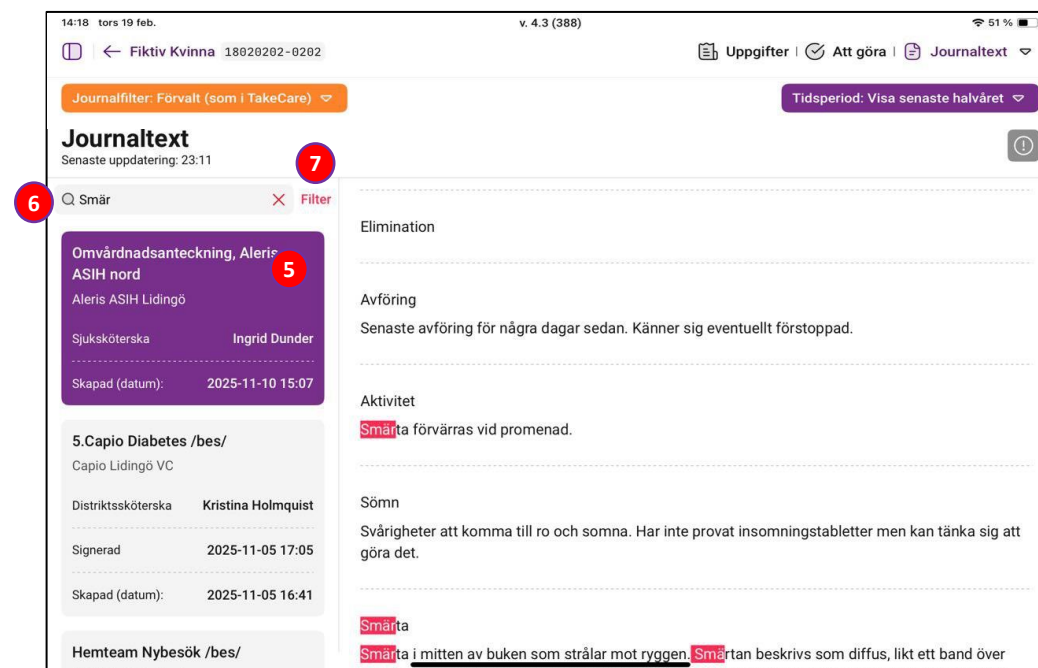 14:18 tors 19 feb.
v. 4.3 (388)
51 %
Fiktiv Kvinna 18020202-0202
Uppgifter | Att göra | Journaltext
Journalfilter: Förvalt (som i TakeCare)
Tidsperiod: Visa senaste halvåret
Journaltext
Senaste uppdatering: 23:11
7
6
Smär
Filter
Omvårdnadsanteckning, Aleris
ASIH nord
5
Aleris ASIH Lidingö
Sjuksköterska Ingrid Dunder
Skapad (datum): 2025-11-10 15:07
5.Capio Diabetes /bes/
Capio Lidingö VC
Distriktssköterska Kristina Holmquist
Signerad 2025-11-05 17:05
Skapad (datum): 2025-11-05 16:41
Hemteam Nybesök /bes/
Elimination
Avföring
Senaste avföring för några dagar sedan. Känner sig eventuellt förstoppad.
Aktivitet
Smärta förvärras vid promenad.
Sömn
Svårigheter att komma till ro och somna. Har inte provat insomningstabletter men kan tänka sig att
göra det.
Smärta
Smärta i mitten av buken som strålar mot ryggen. Smärtan beskrivs som diffus, likt ett band över